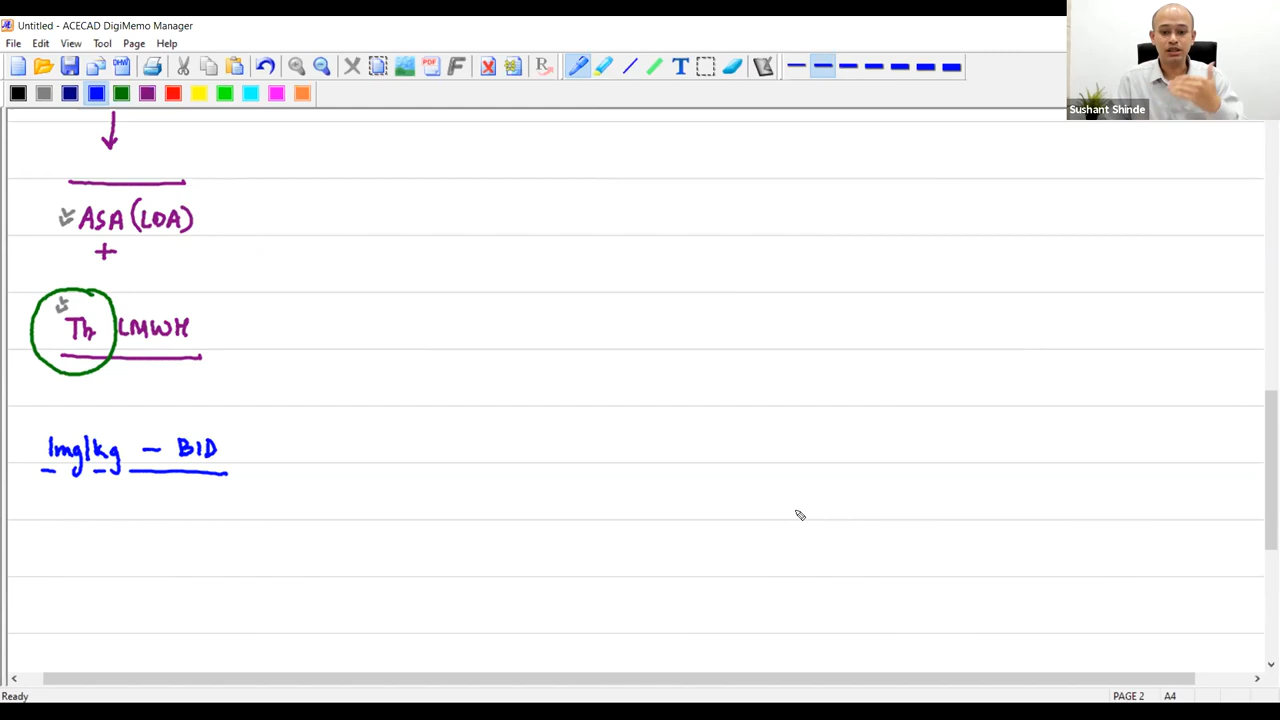 Untitled - ACECAD DigiMemo Manager
File Edit View Tool Page Help
Sushant Shinde
ASA (LDA)
+
Th LMWH
1mg/kg - BID
Ready
PAGE 2 A4